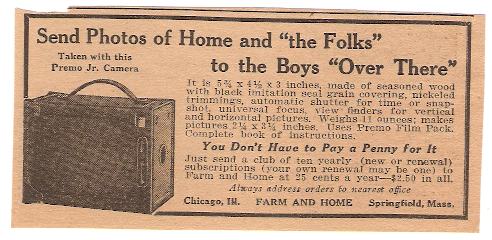 Send Photos of Home and "the Folks"
to the Boys "Over There"
Taken with this
Premo Jr. Camera
It is 5¾ x 4½ x 3 inches, made of seasoned wood
with black imitation seal grain covering, nickeled
trimmings, automatic shutter for time or snap-
shot, universal focus, view finders for vertical
and horizontal pictures. Weighs 11 ounces; makes
pictures 2¼ x 3¼ inches. Uses Premo Film Pack.
Complete book of Instructions.
You Don't Have to Pay a Penny for It
Just send a club of ten yearly (new or renewal)
subscriptions (your own renewal may be one) to
Farm and Home at 25 cents a year—$2.50 in all.
Always address orders to nearest office
Chicago, Ill. FARM AND HOME Springfield, Mass.